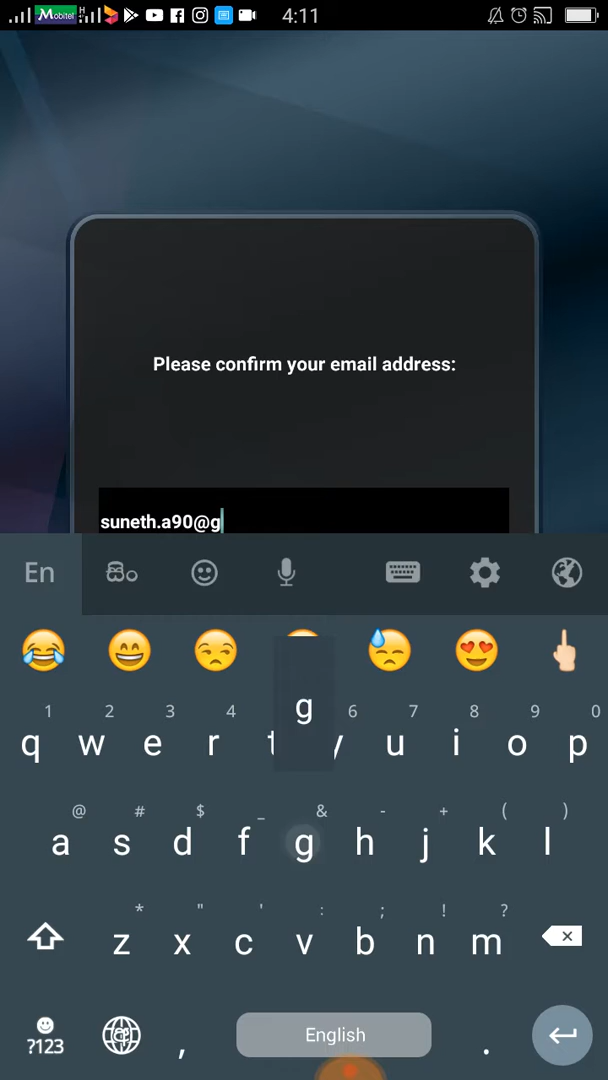 Mobitel H 4:11
Please confirm your email address:
suneth.a90@g
En සිං
g
1 2 3 4 6 7 8 9 0
q w e r t y u i o p
@ # $ _ & - + ( )
a s d f g h j k l
* " ' : ; ! ?
z x c v b n m
?123 , English .